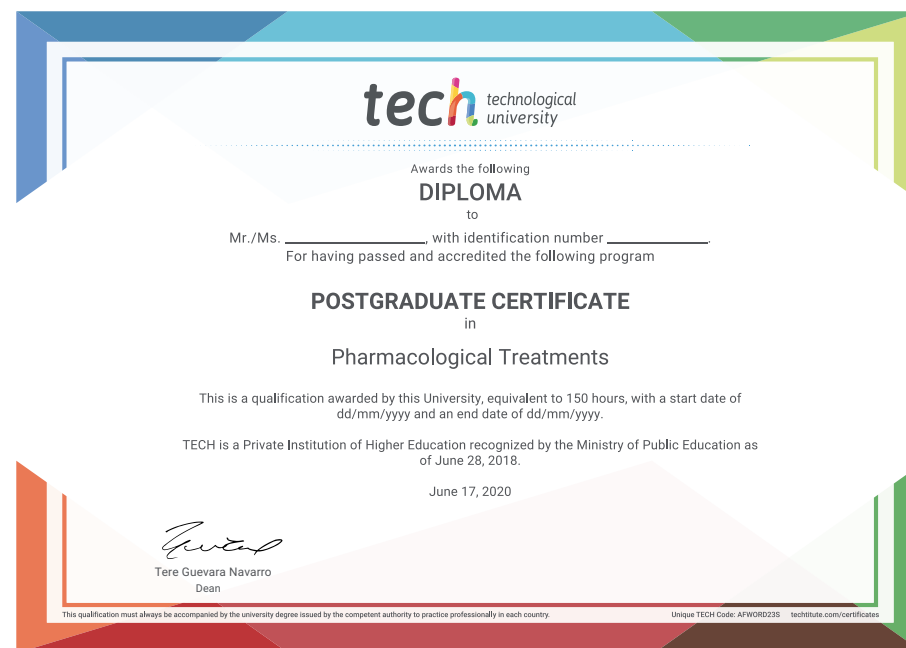 tech technological
university
Awards the following
DIPLOMA
to
Mr./Ms. ____________________, with identification number ______________.
For having passed and accredited the following program
POSTGRADUATE CERTIFICATE
in
Pharmacological Treatments
This is a qualification awarded by this University, equivalent to 150 hours, with a start date of
dd/mm/yyyy and an end date of dd/mm/yyyy.
TECH is a Private Institution of Higher Education recognized by the Ministry of Public Education as
of June 28, 2018.
June 17, 2020
Tere Guevara Navarro
Dean
This qualification must always be accompanied by the university degree issued by the competent authority to practice professionally in each country. Unique TECH Code: AFWORD23S techtitute.com/certificates